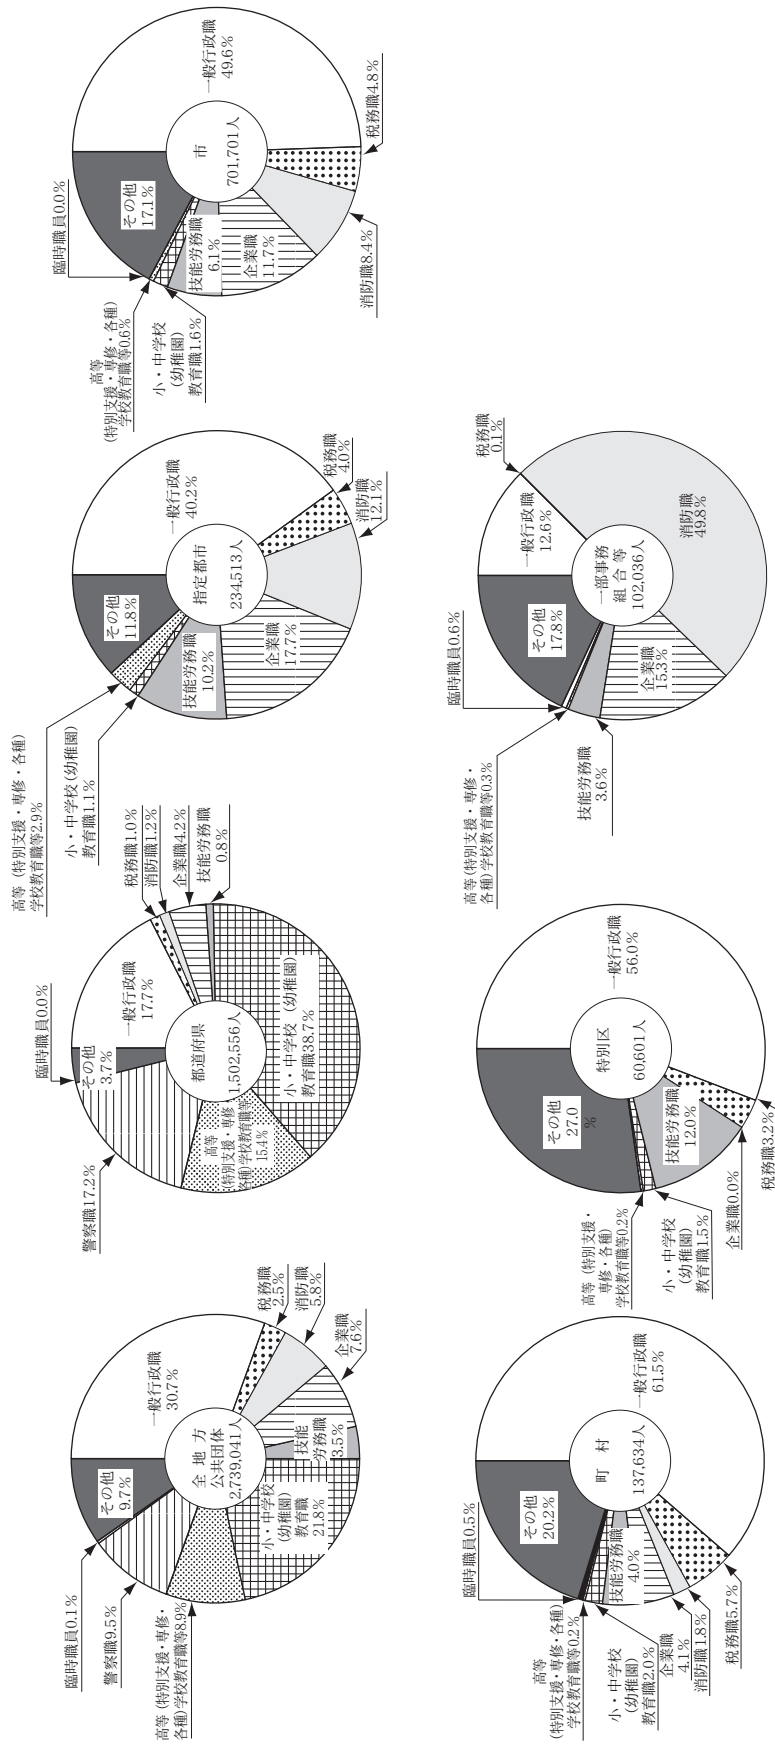 全 地 方
公共団体
2,739,041人
一般行政職
30.7%
税務職
2.5%
消防職
5.8%
企業職
7.6%
技能
労務職
3.5%
小・中学校
(幼稚園)
教育職
21.8%
高等 (特別支援・専修・
各種)学校教育職等8.9%
警察職9.5%
臨時職員0.1%
その他
9.7%
都道府県
1,502,556人
一般行政職
17.7%
税務職1.0%
消防職1.2%
企業職4.2%
技能労務職
0.8%
小・中学校 (幼稚園)
教育職38.7%
高等
(特別支援・専修・
各種)学校教育職等
15.4%
警察職17.2%
臨時職員0.0%
その他
3.7%
指定都市
234,513人
一般行政職
40.2%
税務職
4.0%
消防職
12.1%
企業職
17.7%
技能労務職
10.2%
小・中学校(幼稚園)
教育職1.1%
高等 (特別支援・専修・各種)
学校教育職等2.9%
その他
11.8%
市
701,701人
一般行政職
49.6%
税務職4.8%
消防職8.4%
企業職
11.7%
技能労務職
6.1%
小・中学校
(幼稚園)
教育職1.6%
高等
(特別支援・専修・各種)
学校教育職等0.6%
臨時職員0.0%
その他
17.1%
町 村
137,634人
一般行政職
61.5%
税務職5.7%
消防職1.8%
企業職
4.1%
技能労務職
4.0%
小・中学校
(幼稚園)
教育職2.0%
高等
(特別支援・専修・各種)
学校教育職等0.2%
臨時職員0.5%
その他
20.2%
特別区
60,601人
一般行政職
56.0%
税務職3.2%
企業職0.0%
技能労務職
12.0%
小・中学校
(幼稚園)
教育職1.5%
高等 (特別支援・
専修・各種)
学校教育職等0.2%
その他
27.0
%
一部事務
組 合 等
102,036人
一般行政職
12.6%
税務職
0.1%
消防職
49.8%
企業職
15.3%
技能労務職
3.6%
高等(特別支援・専修・
各種)学校教育職等0.3%
臨時職員0.6%
その他
17.8%